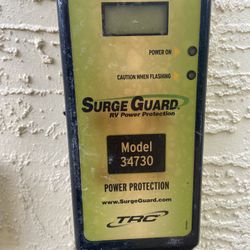 POWER ON
CAUTION WHEN FLASHING
SURGE GUARD
RV Power Protection
Model
34730
POWER PROTECTION
www.SurgeGuard.com
TRC